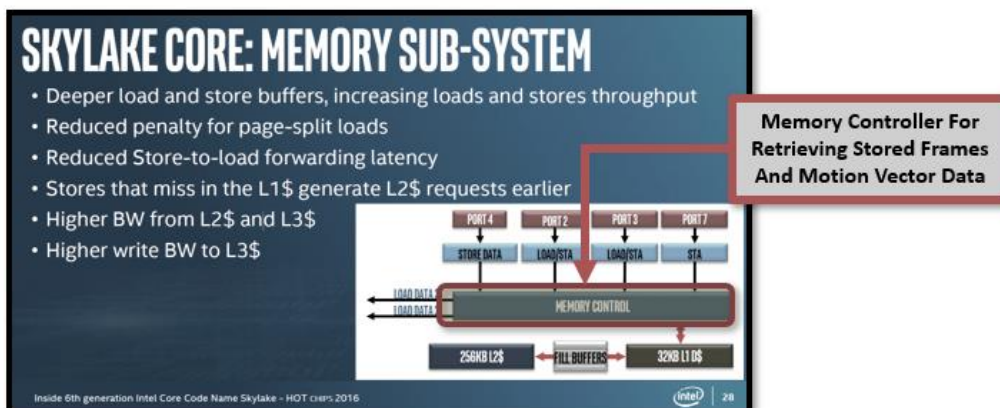 SKYLAKE CORE: MEMORY SUB-SYSTEM
• Deeper load and store buffers, increasing loads and stores throughput
• Reduced penalty for page-split loads
• Reduced Store-to-load forwarding latency
• Stores that miss in the L1$ generate L2$ requests earlier
• Higher BW from L2$ and L3$
• Higher write BW to L3$
Memory Controller For
Retrieving Stored Frames
And Motion Vector Data
PORT 4 PORT 2 PORT 3 PORT 7
STORE DATA LOAD/STA LOAD/STA STA
LOAD DATA
LOAD DATA
MEMORY CONTROL
256KB L2$ FILL BUFFERS 32KB L1 D$
Inside 6th generation Intel Core Code Name Skylake - HOT CHIPS 2016
intel 28